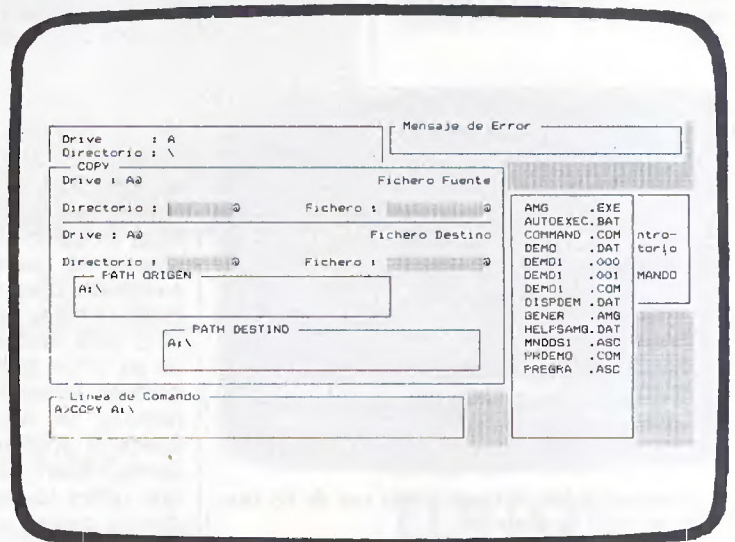 Drive : A
Directorio : \
Mensaje de Error
COPY
Drive : A@
Fichero Fuente
Directorio :
Fichero :
Drive : A@
Fichero Destino
Directorio :
Fichero :
PATH ORIGEN
A:\
PATH DESTINO
A:\
AMG .EXE
AUTOEXEC.BAT
COMMAND .COM
DEMO .DAT
DEMO1 .000
DEMO1 .001
DEMO1 .COM
DISPDEM .DAT
GENER .AMG
HELPSAMG.DAT
MNDOS1 .ASC
PRDEMO .COM
PREGRA .ASC
ntro-
torio
MANDO
Linea de Comando
A>COPY A:\